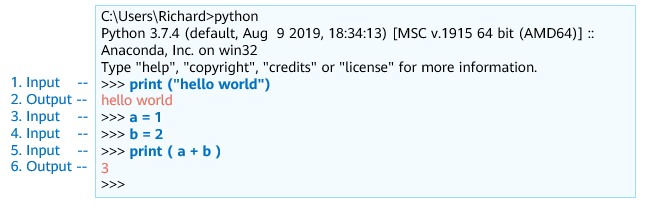 C:\Users\Richard>python
Python 3.7.4 (default, Aug  9 2019, 18:34:13) [MSC v.1915 64 bit (AMD64)] ::
Anaconda, Inc. on win32
Type "help", "copyright", "credits" or "license" for more information.
1. Input -- >>> print ("hello world")
2. Output -- hello world
3. Input -- >>> a = 1
4. Input -- >>> b = 2
5. Input -- >>> print ( a + b )
6. Output -- 3
>>>